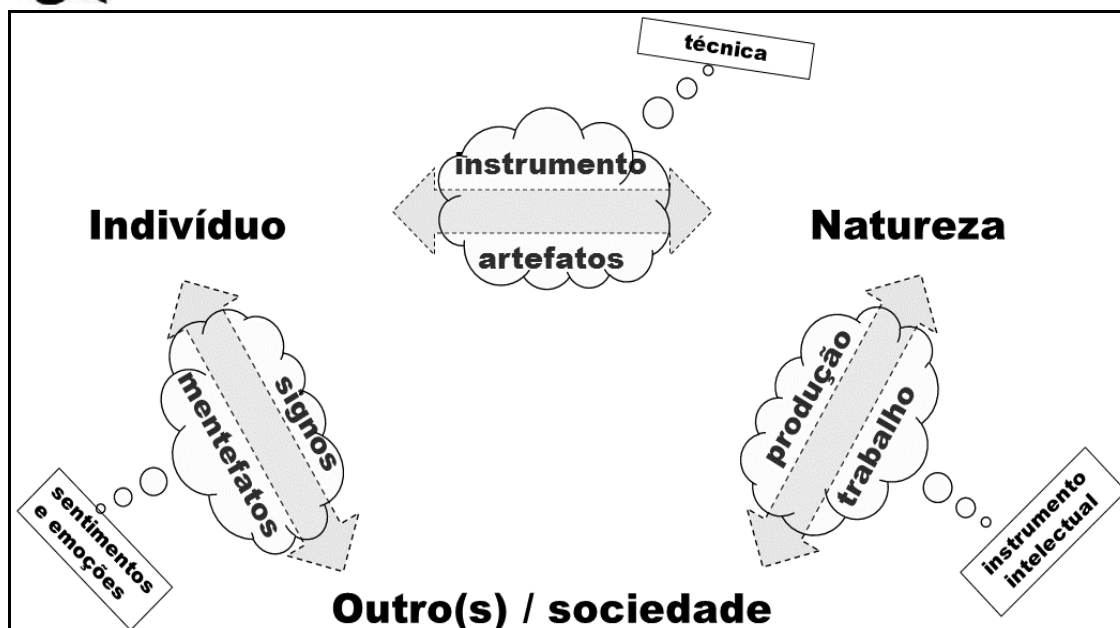 técnica
instrumento
artefatos
Indivíduo
Natureza
mentefatos
signos
produção
trabalho
sentimentos
e emoções
instrumento
intelectual
Outro(s) / sociedade